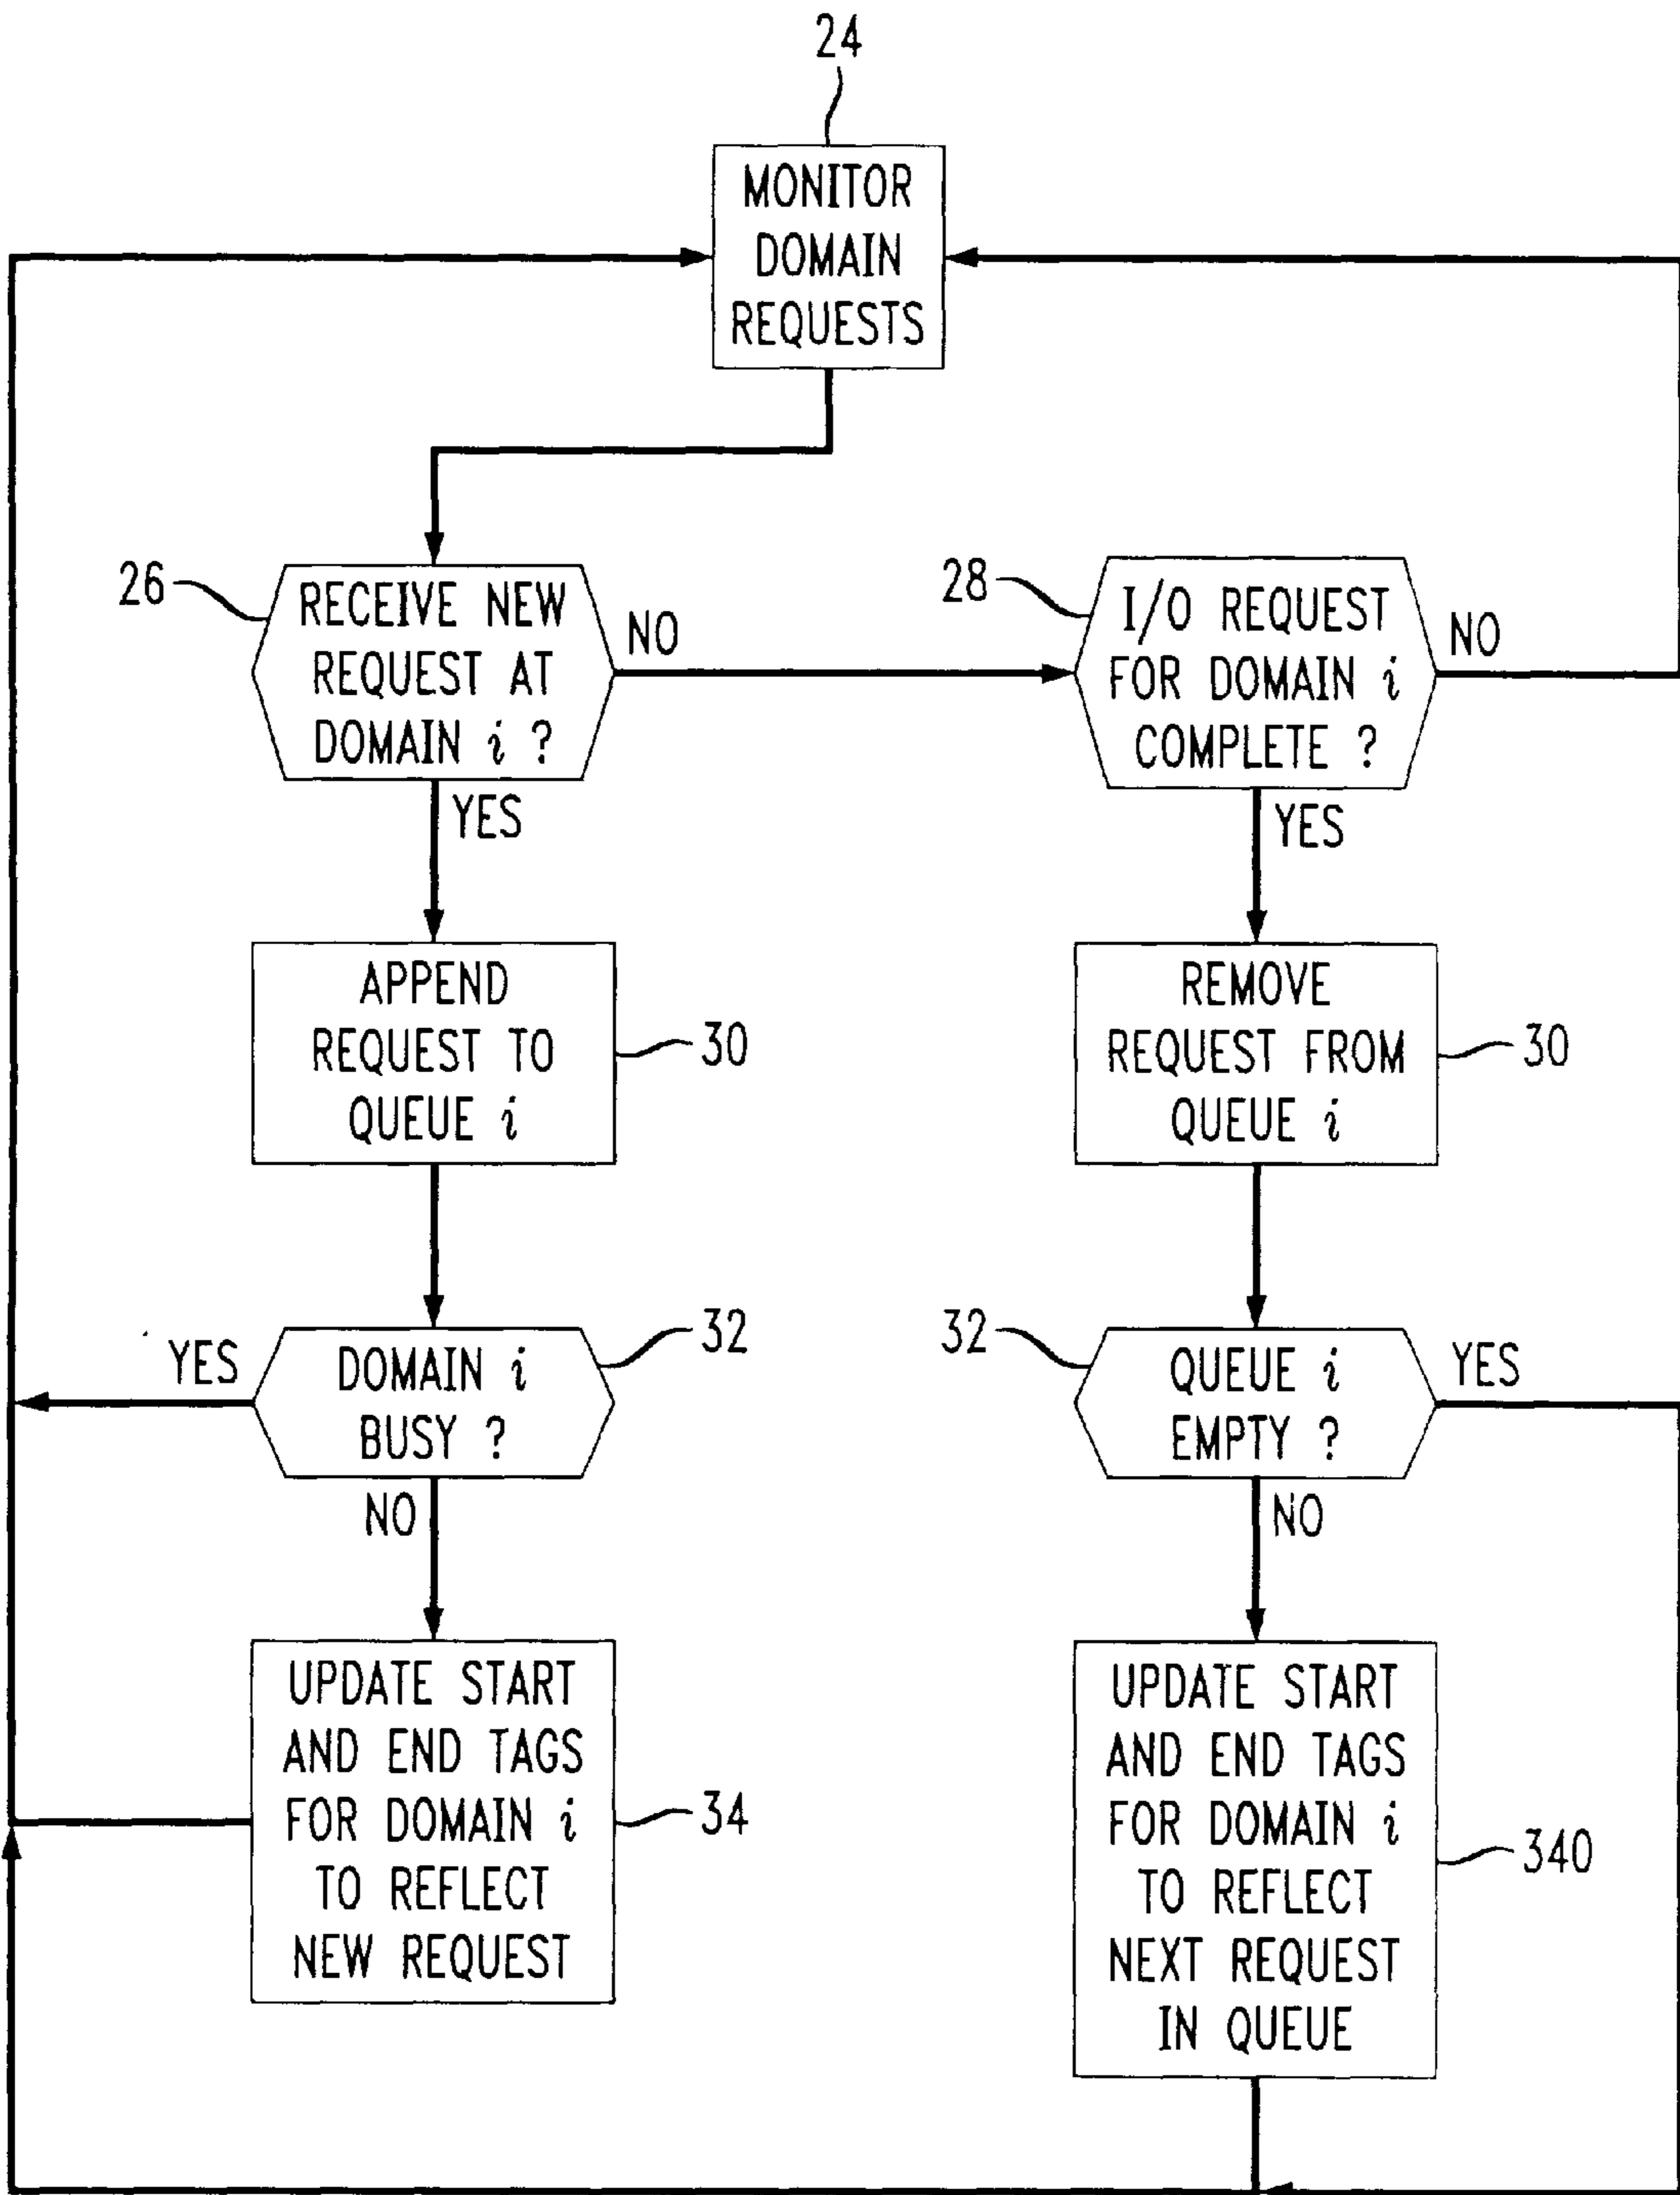 24
MONITOR
DOMAIN
REQUESTS
26
RECEIVE NEW
REQUEST AT
DOMAIN i ?
NO
YES
28
I/O REQUEST
FOR DOMAIN i
COMPLETE ?
NO
YES
APPEND
REQUEST TO
QUEUE i
30
REMOVE
REQUEST FROM
QUEUE i
30
YES
DOMAIN i
BUSY ?
32
NO
32
QUEUE i
EMPTY ?
YES
NO
UPDATE START
AND END TAGS
FOR DOMAIN i
TO REFLECT
NEW REQUEST
34
UPDATE START
AND END TAGS
FOR DOMAIN i
TO REFLECT
NEXT REQUEST
IN QUEUE
340